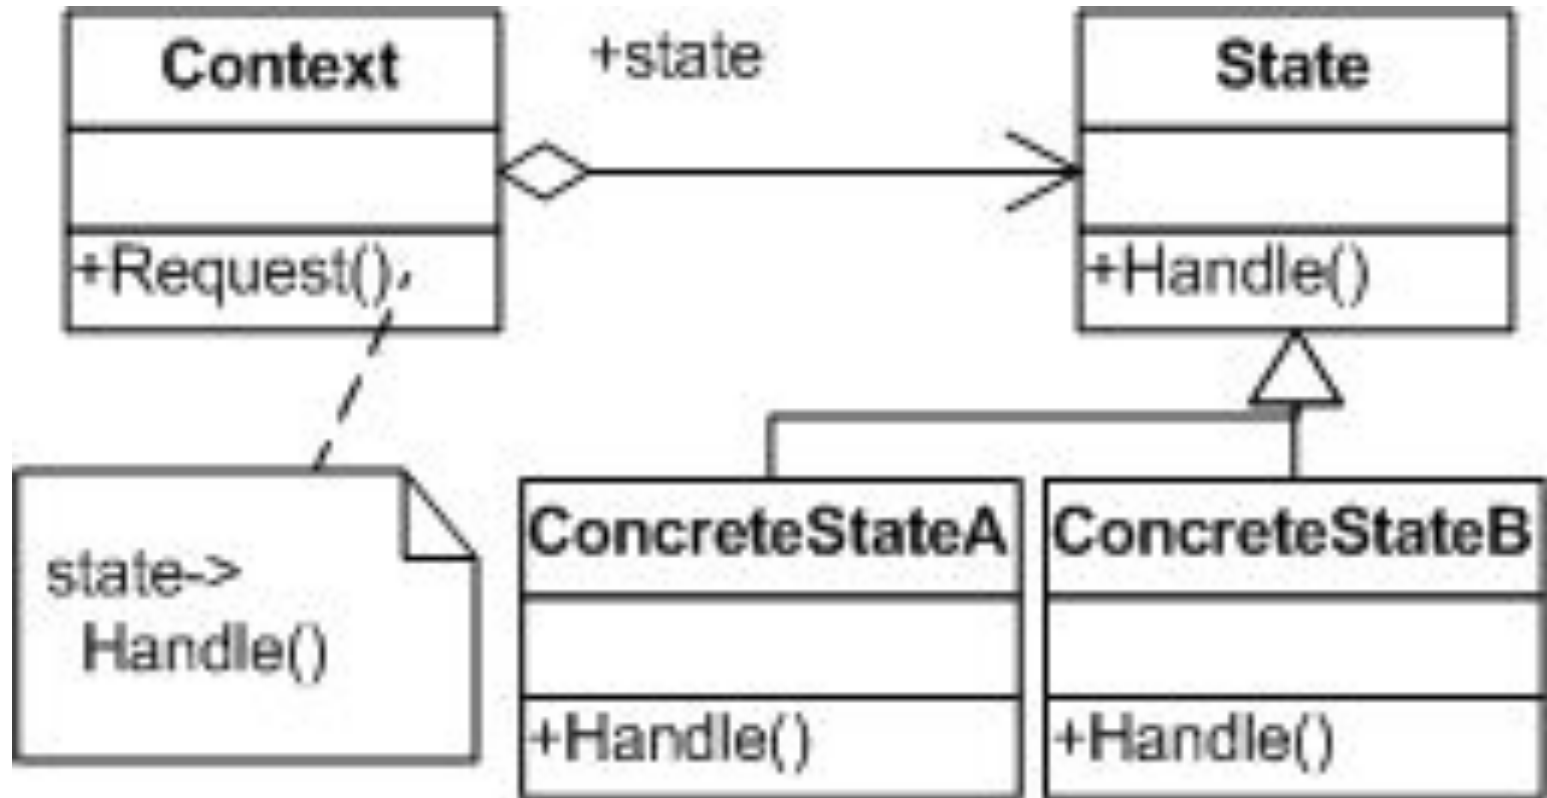 Context
+state
State
+Request()
+Handle()
state->
Handle()
ConcreteStateA
+Handle()
ConcreteStateB
+Handle()